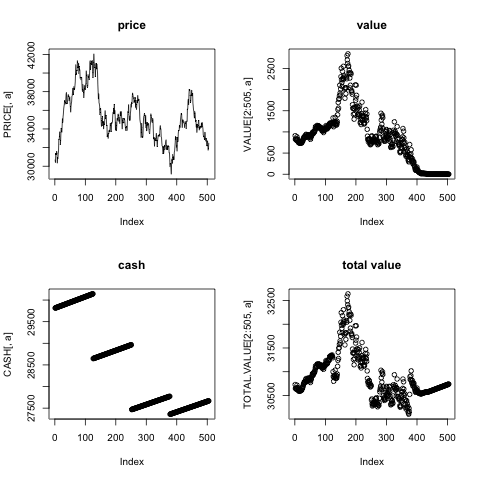 price
PRICE[, a]
30000 34000 38000 42000
0 100 200 300 400 500
Index
value
VALUE[2:505, a]
0 500 1500 2500
0 100 200 300 400 500
Index
cash
CASH[, a]
27500 28500 29500
0 100 200 300 400 500
Index
total value
TOTAL.VALUE[2:505, a]
30500 31500 32500
0 100 200 300 400 500
Index